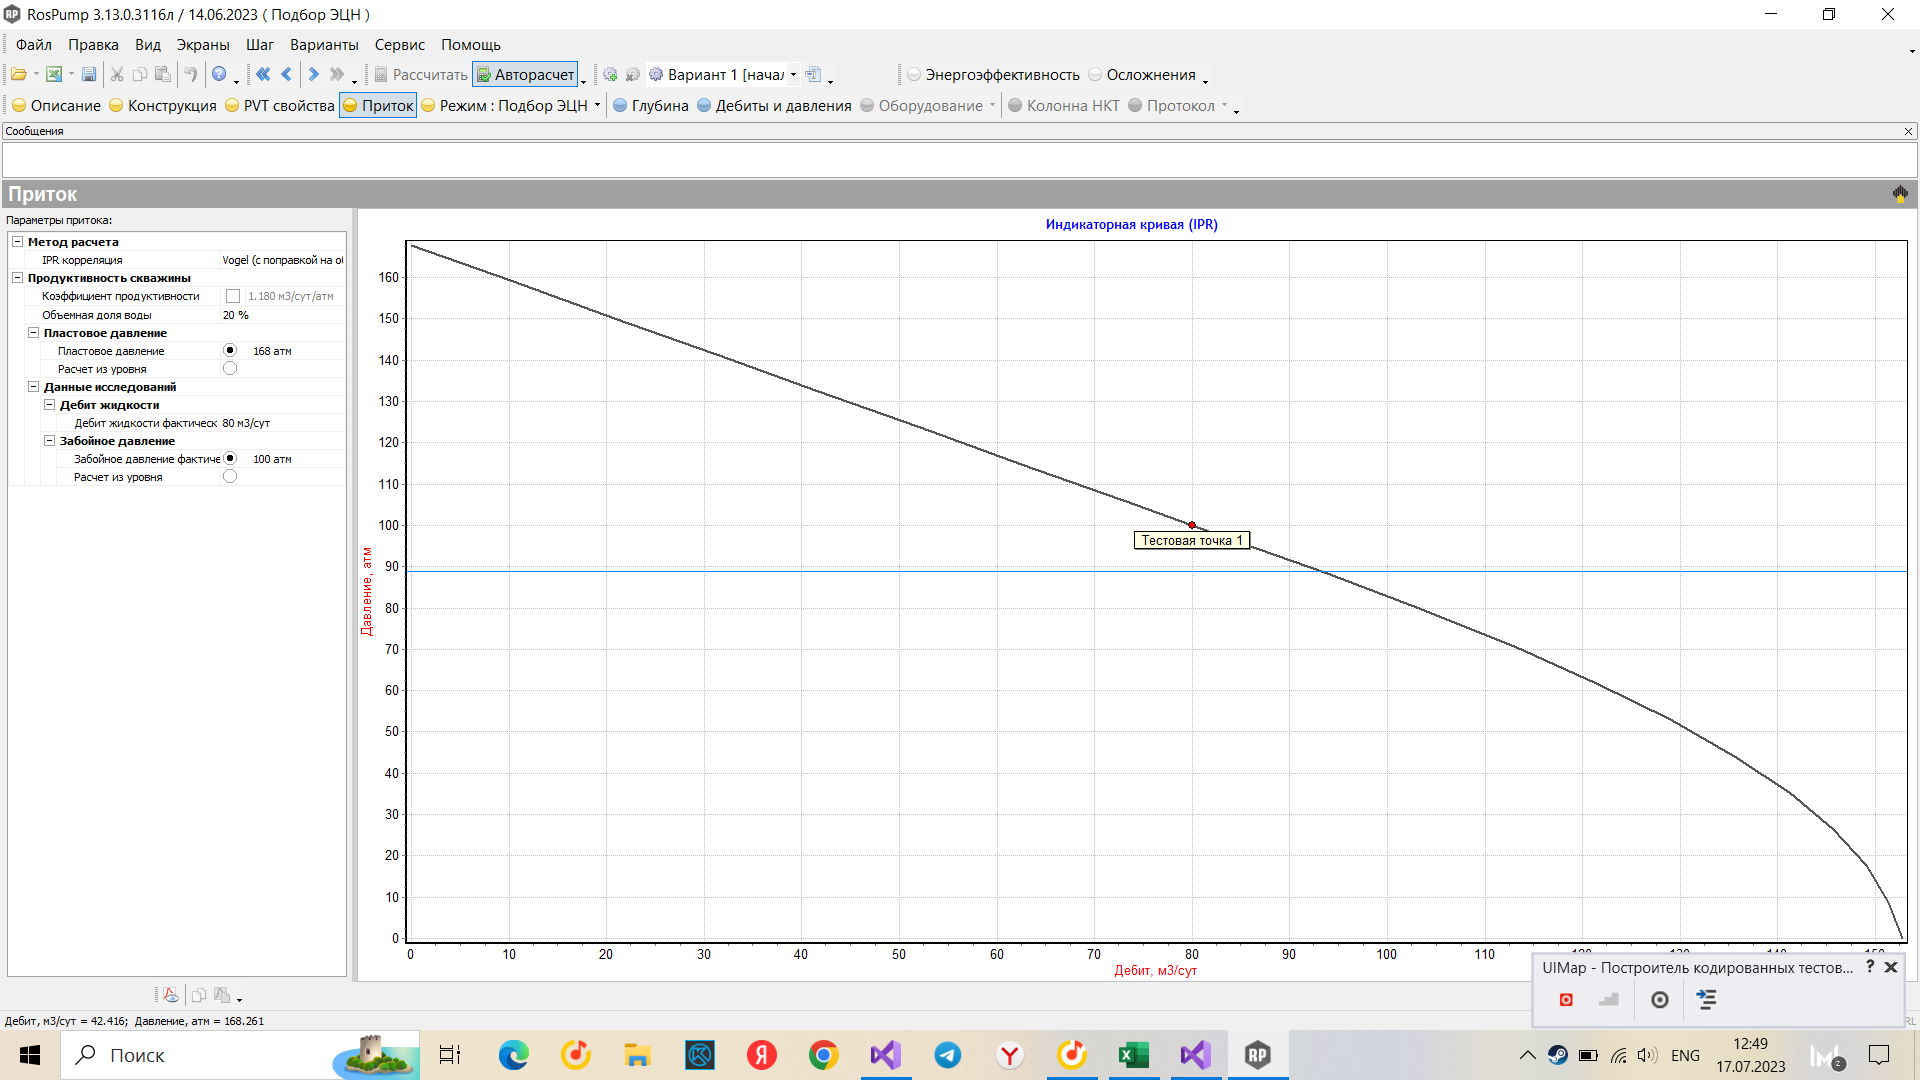 RosPump 3.13.0.3116л / 14.06.2023 ( Подбор ЭЦН )
Файл Правка Вид Экраны Шаг Варианты Сервис Помощь
Рассчитать Авторасчет Вариант 1 [начал Энергоэффективность Осложнения
Описание Конструкция PVT свойства Приток Режим : Подбор ЭЦН Глубина Дебиты и давления Оборудование Колонна НКТ Протокол
Сообщения
Приток
Параметры притока:
Метод расчета
IPR корреляция Vogel (с поправкой на об
Продуктивность скважины
Коэффициент продуктивности 1.180 м3/сут/атм
Объемная доля воды 20 %
Пластовое давление
Пластовое давление 168 атм
Расчет из уровня
Данные исследований
Дебит жидкости
Дебит жидкости фактическ 80 м3/сут
Забойное давление
Забойное давление фактиче 100 атм
Расчет из уровня
Индикаторная кривая (IPR)
160
150
140
130
120
110
100
90
80
70
60
50
40
30
20
10
0
Давление, атм
Тестовая точка 1
0 10 20 30 40 50 60 70 80 90 100 110 120 130 140 150
Дебит, м3/сут
UIMap - Построитель кодированных тестов...
Дебит, м3/сут = 42.416; Давление, атм = 168.261
RL
Поиск
ENG
12:49
17.07.2023
2